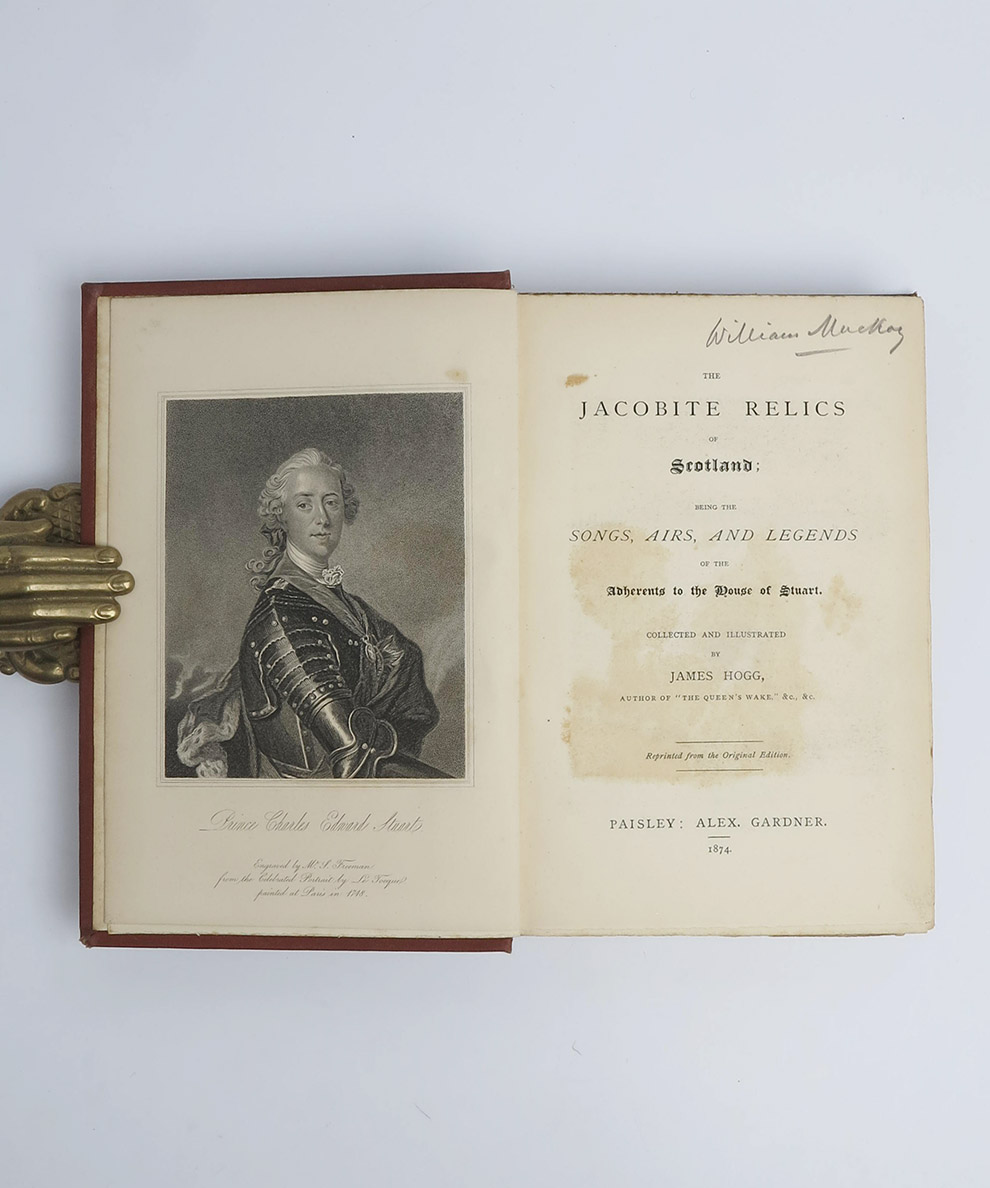 Prince Charles Edward Stuart
Engraved by Mr. S. Freeman
from the Celebrated Portrait by Le Tocque
painted at Paris in 1748.
William Mackay
THE
JACOBITE RELICS
OF
Scotland;
BEING THE
SONGS, AIRS, AND LEGENDS
OF THE
Adherents to the House of Stuart.
COLLECTED AND ILLUSTRATED
BY
JAMES HOGG,
AUTHOR OF "THE QUEEN'S WAKE," &c., &c.
Reprinted from the Original Edition.
PAISLEY: ALEX. GARDNER.
1874.